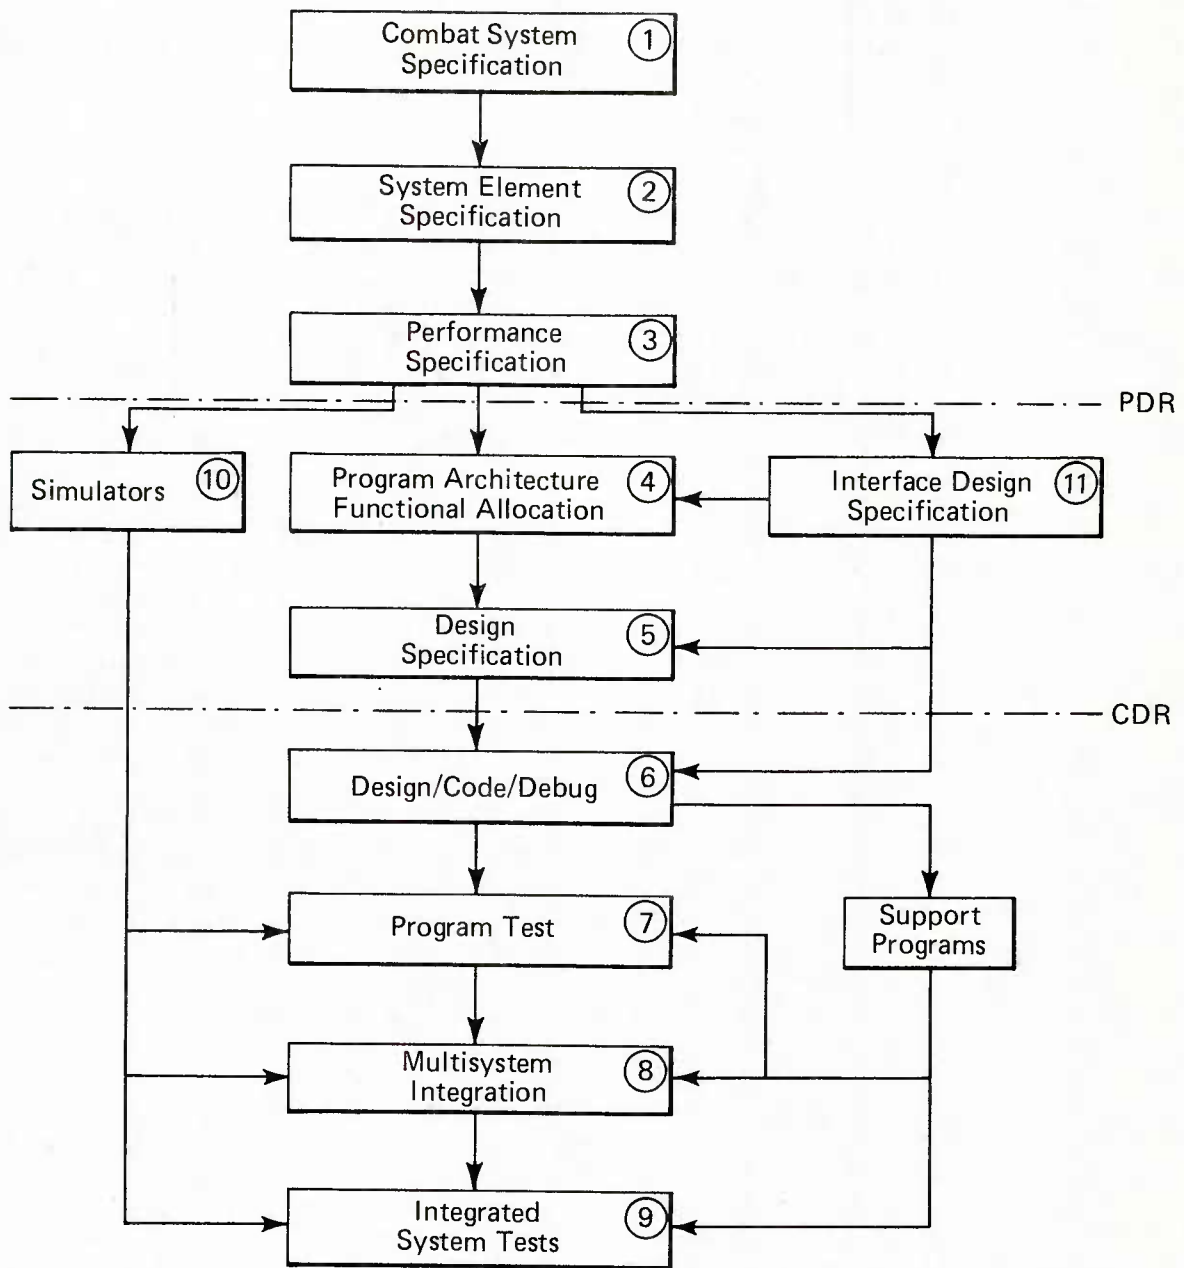 Combat System
Specification
1
System Element
Specification
2
Performance
Specification
3
PDR
Simulators
10
Program Architecture
Functional Allocation
4
Interface Design
Specification
11
Design
Specification
5
CDR
Design/Code/Debug
6
Program Test
7
Support
Programs
Multisystem
Integration
8
Integrated
System Tests
9